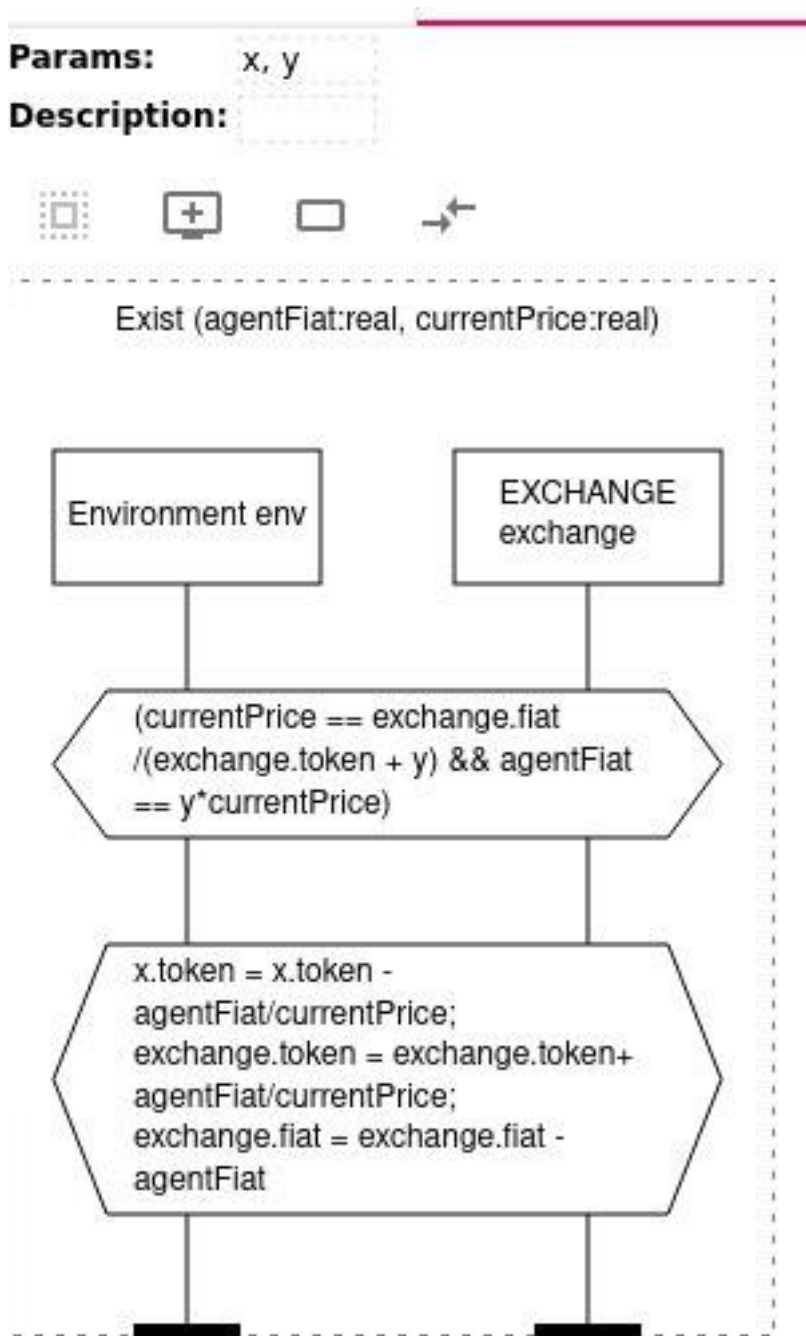 Params: x, y
Description:
Exist (agentFiat:real, currentPrice:real)
Environment env
EXCHANGE
exchange
(currentPrice == exchange.fiat
/(exchange.token + y) && agentFiat
== y*currentPrice)
x.token = x.token -
agentFiat/currentPrice;
exchange.token = exchange.token+
agentFiat/currentPrice;
exchange.fiat = exchange.fiat -
agentFiat